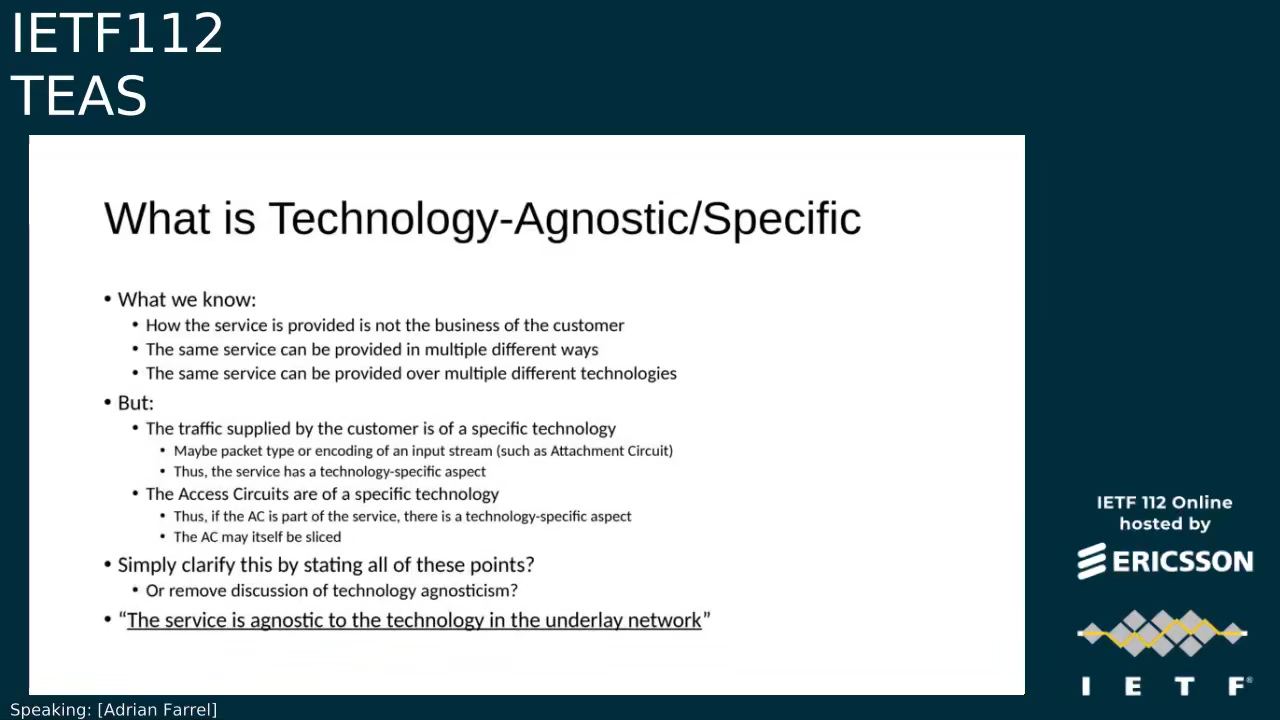 IETF112
TEAS
What is Technology-Agnostic/Specific
• What we know:
• How the service is provided is not the business of the customer
• The same service can be provided in multiple different ways
• The same service can be provided over multiple different technologies
• But:
• The traffic supplied by the customer is of a specific technology
• Maybe packet type or encoding of an input stream (such as Attachment Circuit)
• Thus, the service has a technology-specific aspect
• The Access Circuits are of a specific technology
• Thus, if the AC is part of the service, there is a technology-specific aspect
• The AC may itself be sliced
• Simply clarify this by stating all of these points?
• Or remove discussion of technology agnosticism?
• “The service is agnostic to the technology in the underlay network”
IETF 112 Online
hosted by
ERICSSON
I E T F®
Speaking: [Adrian Farrel]